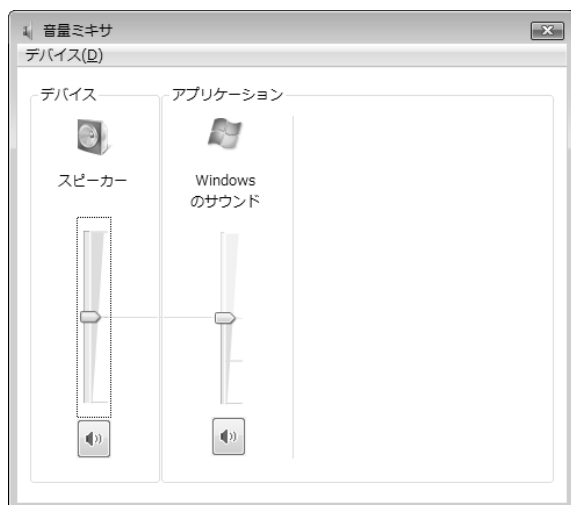 音量ミキサ
デバイス(D)
デバイス
アプリケーション
スピーカー
Windows
のサウンド